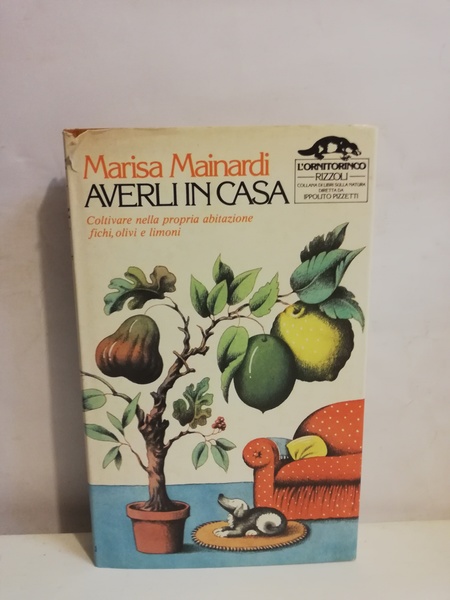 Marisa Mainardi
AVERLI IN CASA
Coltivare nella propria abitazione
fichi, olivi e limoni
L'ORNITORINCO
RIZZOLI
COLLANA DI LIBRI SULLA NATURA
DIRETTA DA
IPPOLITO PIZZETTI